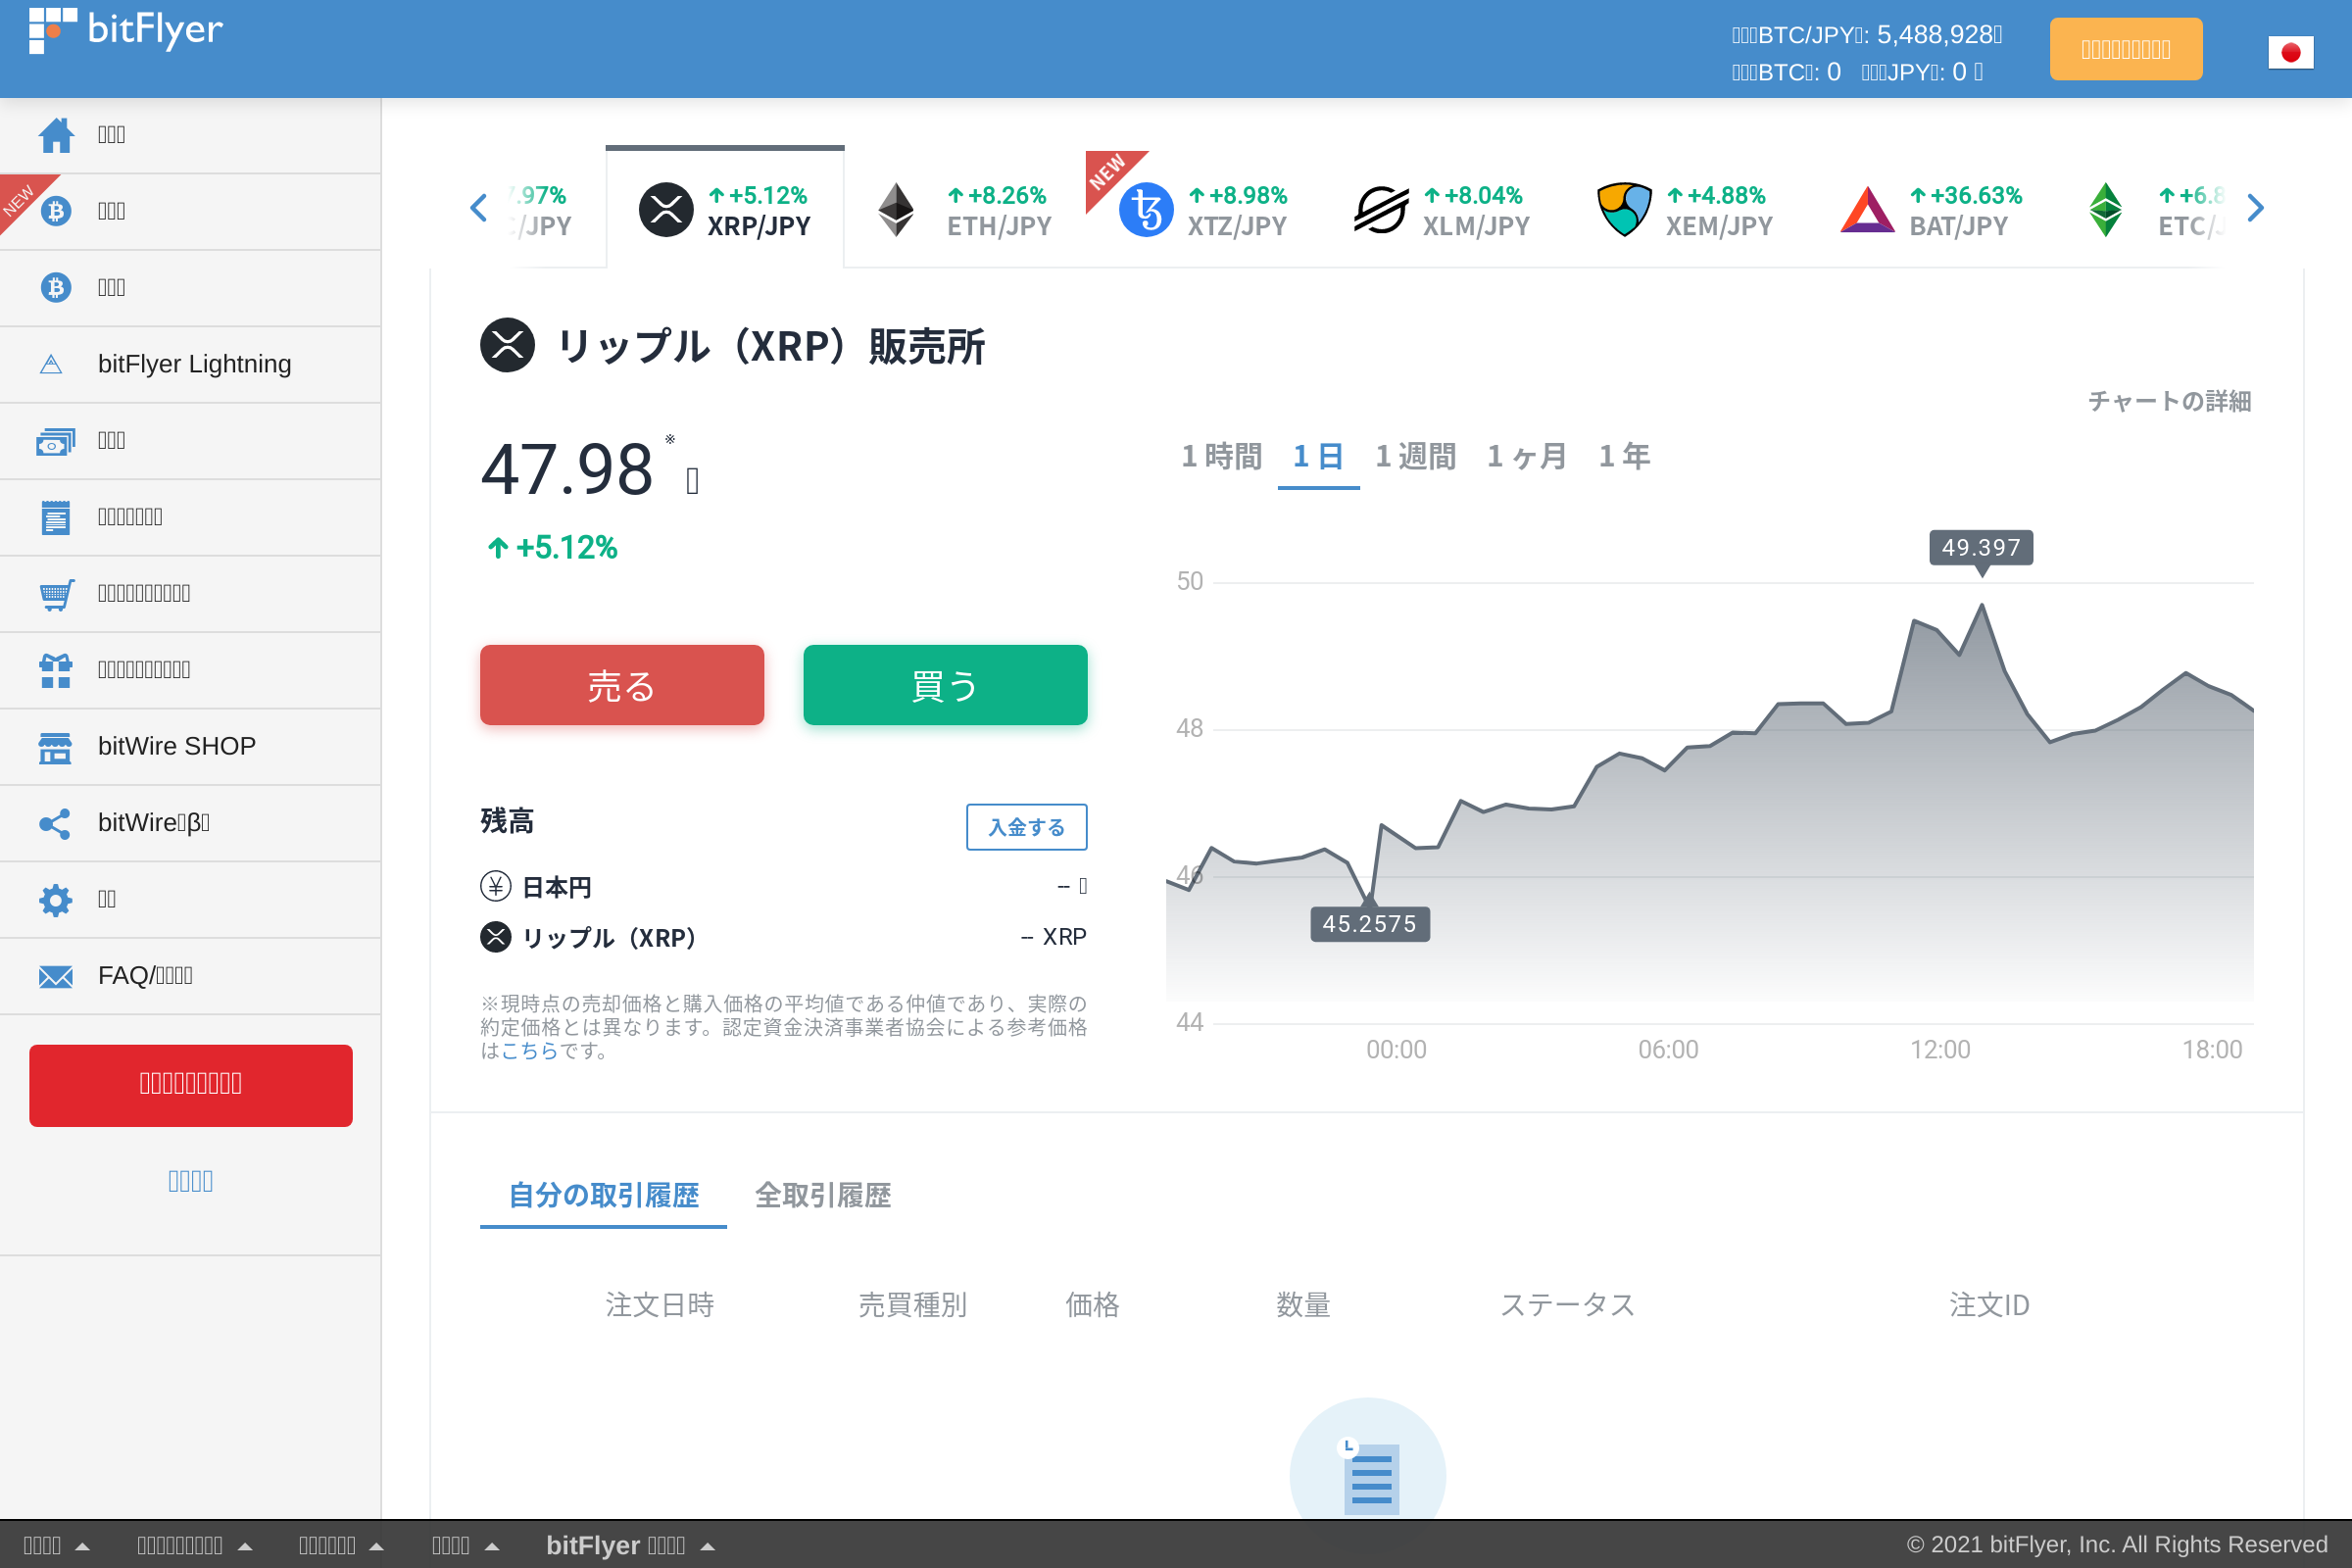 bitFlyer
BTC/JPY : 5,488,928
BTC : 0 JPY : 0
NEW
bitFlyer Lightning
bitWire SHOP
bitWire β
FAQ/
7.97%
C/JPY
+5.12%
XRP/JPY
+8.26%
ETH/JPY
NEW
+8.98%
XTZ/JPY
+8.04%
XLM/JPY
+4.88%
XEM/JPY
+36.63%
BAT/JPY
+6.8
ETC/J
リップル（XRP）販売所
チャートの詳細
47.98 ※
+5.12%
1 時間 1 日 1 週間 1 ヶ月 1 年
売る 買う
49.397
50
48
46
44
45.2575
00:00 06:00 12:00 18:00
残高 入金する
日本円 --
リップル（XRP） -- XRP
※現時点の売却価格と購入価格の平均値である仲値であり、実際の
約定価格とは異なります。認定資金決済事業者協会による参考価格
はこちらです。
自分の取引履歴 全取引履歴
注文日時 売買種別 価格 数量 ステータス 注文ID
bitFlyer
© 2021 bitFlyer, Inc. All Rights Reserved